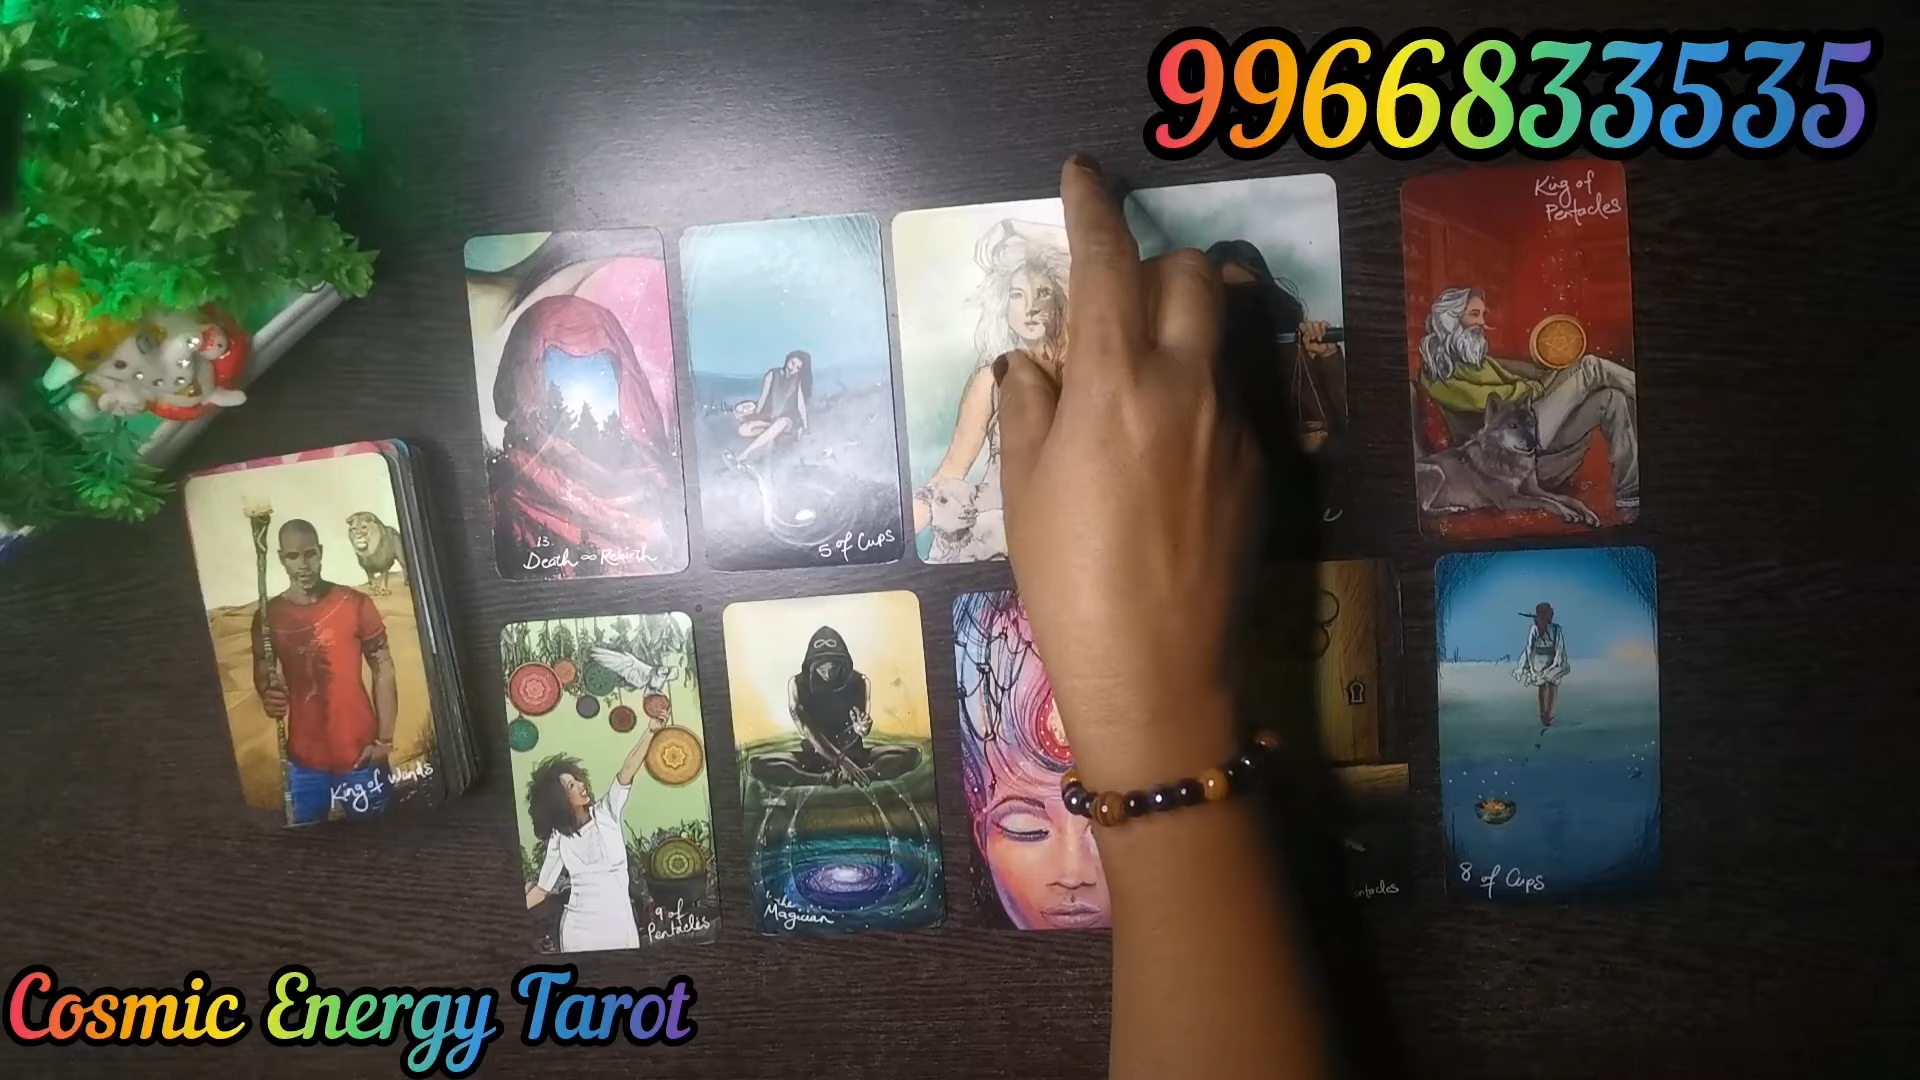 9966833535
King of
Pentacles
13.
Death ∞ Rebirth
5 of Cups
King of Wands
9 of
Pentacles
the
Magician
8 of Cups
Cosmic Energy Tarot